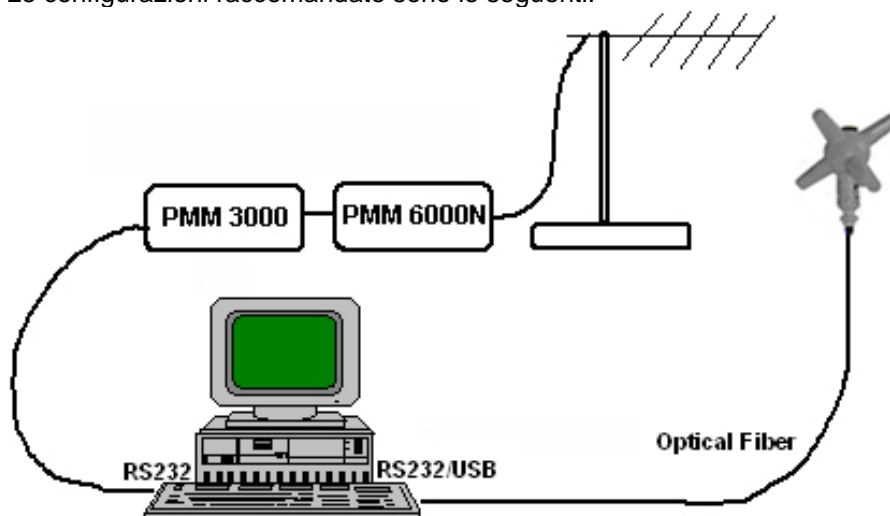 Le configurazioni raccomandate sono le seguenti:
PMM 3000
PMM 6000N
Optical Fiber
RS232
RS232/USB